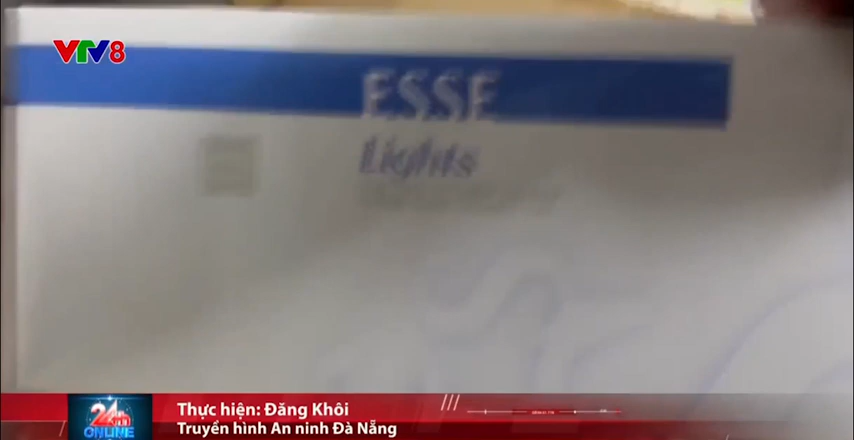 VTV8
ESSE
Lights
24h
ONLINE
Thực hiện: Đăng Khôi
Truyền hình An ninh Đà Nẵng